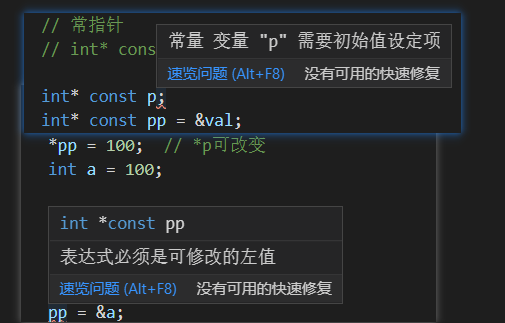 // 常指针
// int* cons
常量 变量 "p" 需要初始值设定项
速览问题 (Alt+F8) 没有可用的快速修复
int* const p;
int* const pp = &val;
*pp = 100;  // *p可改变
int a = 100;
int *const pp
表达式必须是可修改的左值
速览问题 (Alt+F8) 没有可用的快速修复
pp = &a;